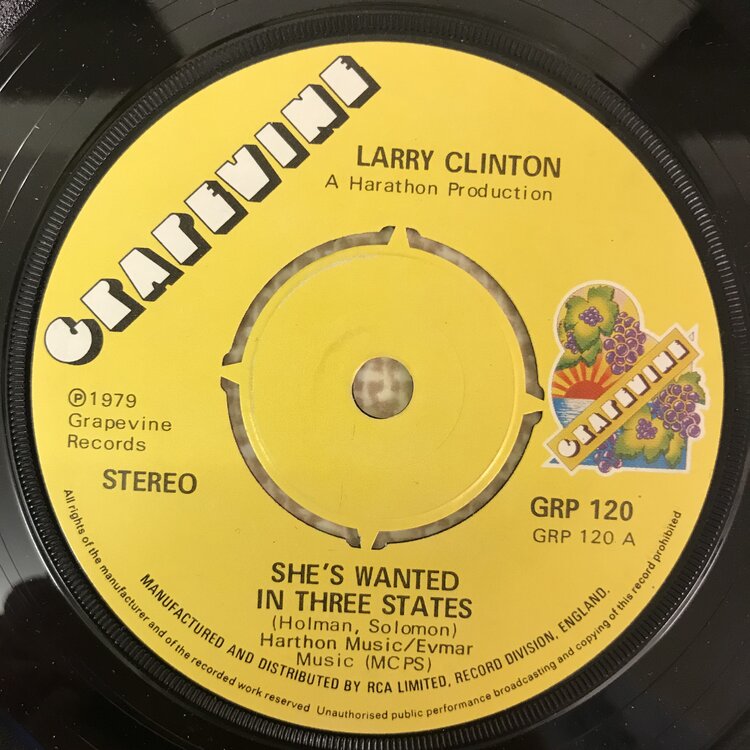 GRAPEVINE
LARRY CLINTON
A Harathon Production
GRAPEVINE
℗1979
Grapevine
Records
STEREO
GRP 120
GRP 120 A
SHE'S WANTED
IN THREE STATES
(Holman, Solomon)
Harthon Music/Evmar
Music (MCPS)
MANUFACTURED AND DISTRIBUTED BY RCA LIMITED, RECORD DIVISION, ENGLAND.
All rights of the manufacturer and of the recorded work reserved Unauthorised public performance broadcasting and copying of this record prohibited